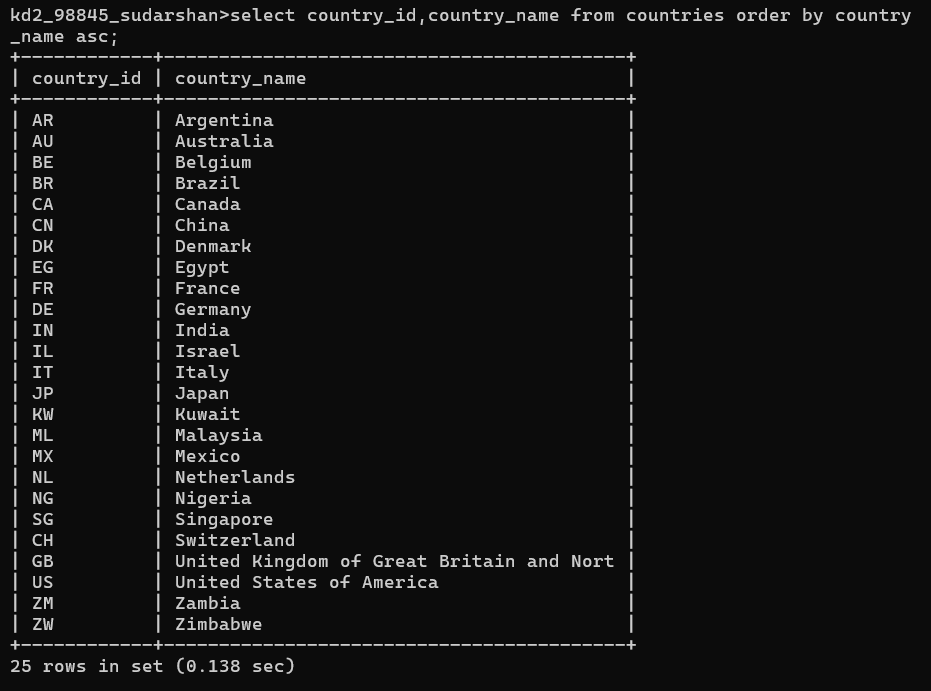 kd2_98845_sudarshan>select country_id,country_name from countries order by country
_name asc;
+------------+-------------------------------------------+
| country_id | country_name                              |
+------------+-------------------------------------------+
| AR         | Argentina                                 |
| AU         | Australia                                 |
| BE         | Belgium                                   |
| BR         | Brazil                                    |
| CA         | Canada                                    |
| CN         | China                                     |
| DK         | Denmark                                   |
| EG         | Egypt                                     |
| FR         | France                                    |
| DE         | Germany                                   |
| IN         | India                                     |
| IL         | Israel                                    |
| IT         | Italy                                     |
| JP         | Japan                                     |
| KW         | Kuwait                                    |
| ML         | Malaysia                                  |
| MX         | Mexico                                    |
| NL         | Netherlands                               |
| NG         | Nigeria                                   |
| SG         | Singapore                                 |
| CH         | Switzerland                               |
| GB         | United Kingdom of Great Britain and Nort |
| US         | United States of America                  |
| ZM         | Zambia                                    |
| ZW         | Zimbabwe                                  |
+------------+-------------------------------------------+
25 rows in set (0.138 sec)